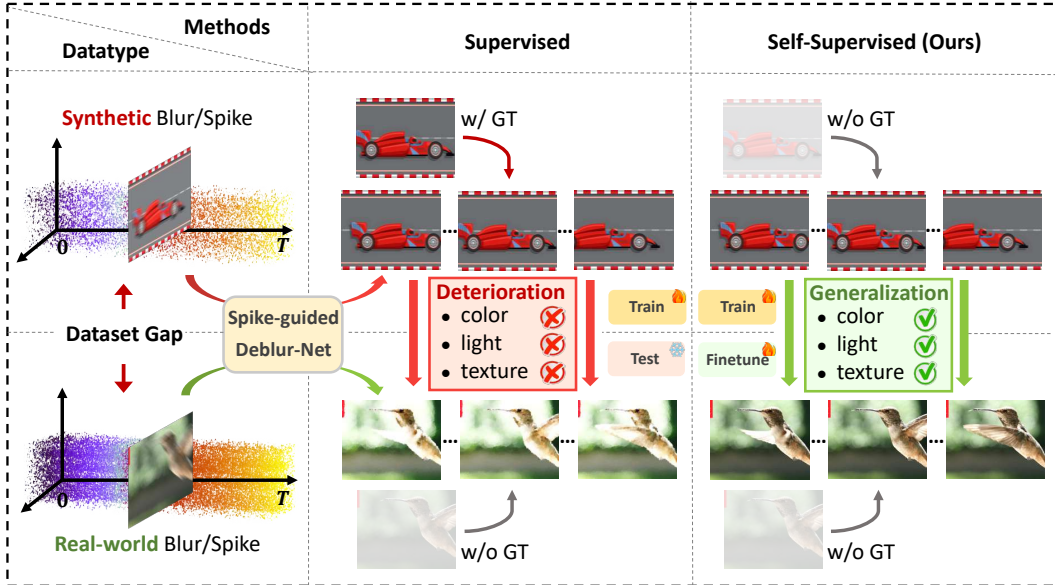 Methods
Datatype
Supervised
Self-Supervised (Ours)
Synthetic Blur/Spike
0
T
w/ GT
w/o GT
Dataset Gap
Spike-guided
Deblur-Net
Deterioration
• color
• light
• texture
Train
Test
Train
Finetune
Generalization
• color
• light
• texture
0
T
Real-world Blur/Spike
w/o GT
w/o GT